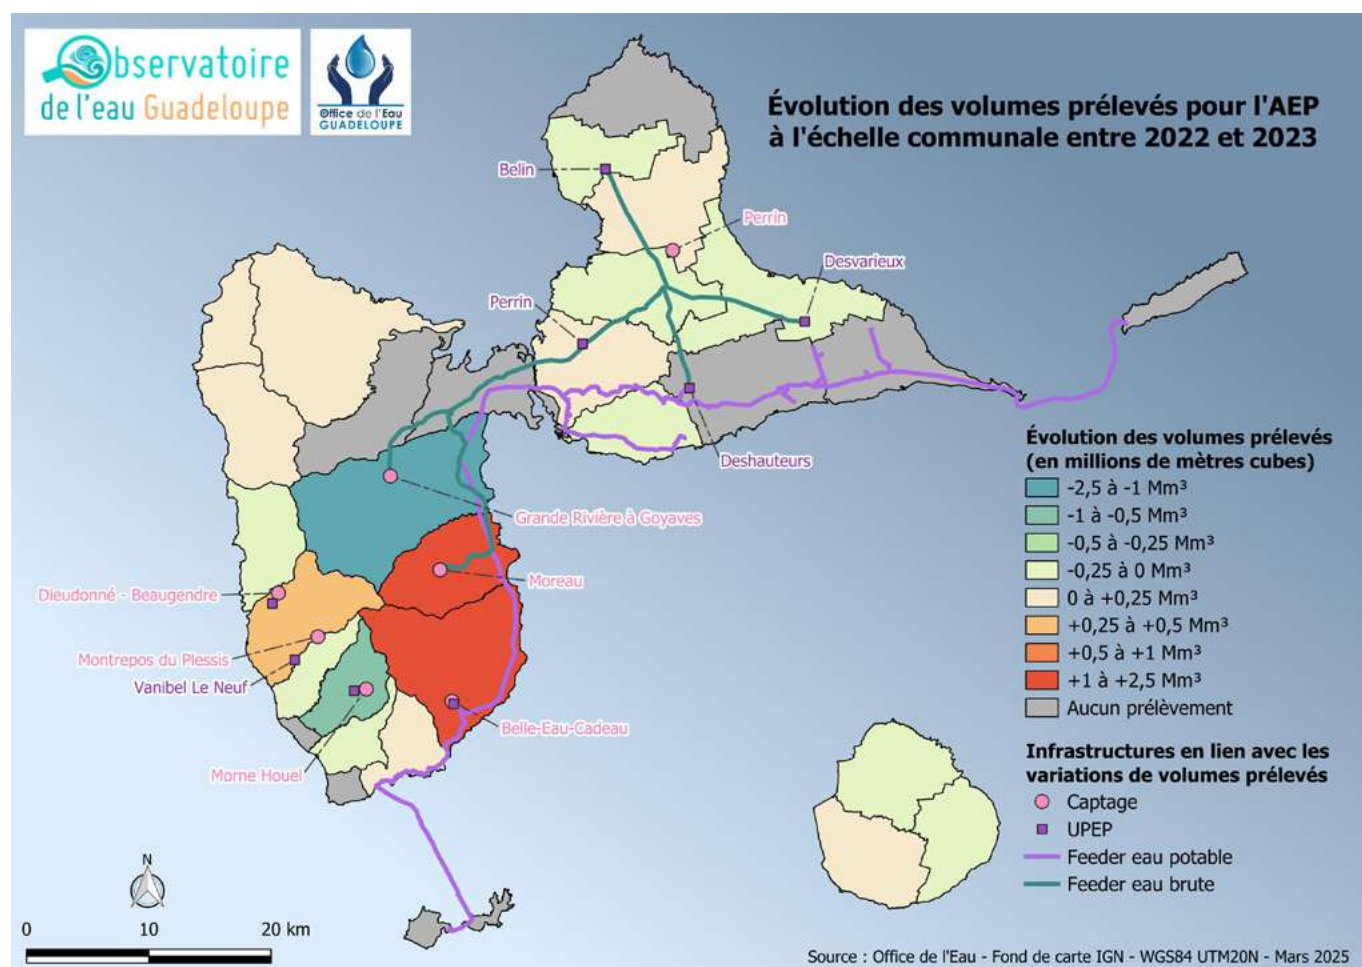 Observatoire
de l'eau Guadeloupe
Office de l'Eau
GUADELOUPE
Évolution des volumes prélevés pour l'AEP
à l'échelle communale entre 2022 et 2023
Belin
Perrin
Desvarieux
Perrin
Deshauteurs
Grande Rivière à Goyaves
Moreau
Dieudonné - Beaugendre
Montrepos du Plessis
Vanibel Le Neuf
Belle-Eau-Cadeau
Morne Houel
Évolution des volumes prélevés
(en millions de mètres cubes)
-2,5 à -1 Mm³
-1 à -0,5 Mm³
-0,5 à -0,25 Mm³
-0,25 à 0 Mm³
0 à +0,25 Mm³
+0,25 à +0,5 Mm³
+0,5 à +1 Mm³
+1 à +2,5 Mm³
Aucun prélèvement
Infrastructures en lien avec les
variations de volumes prélevés
Captage
UPEP
Feeder eau potable
Feeder eau brute
N
0 10 20 km
Source : Office de l'Eau - Fond de carte IGN - WGS84 UTM20N - Mars 2025